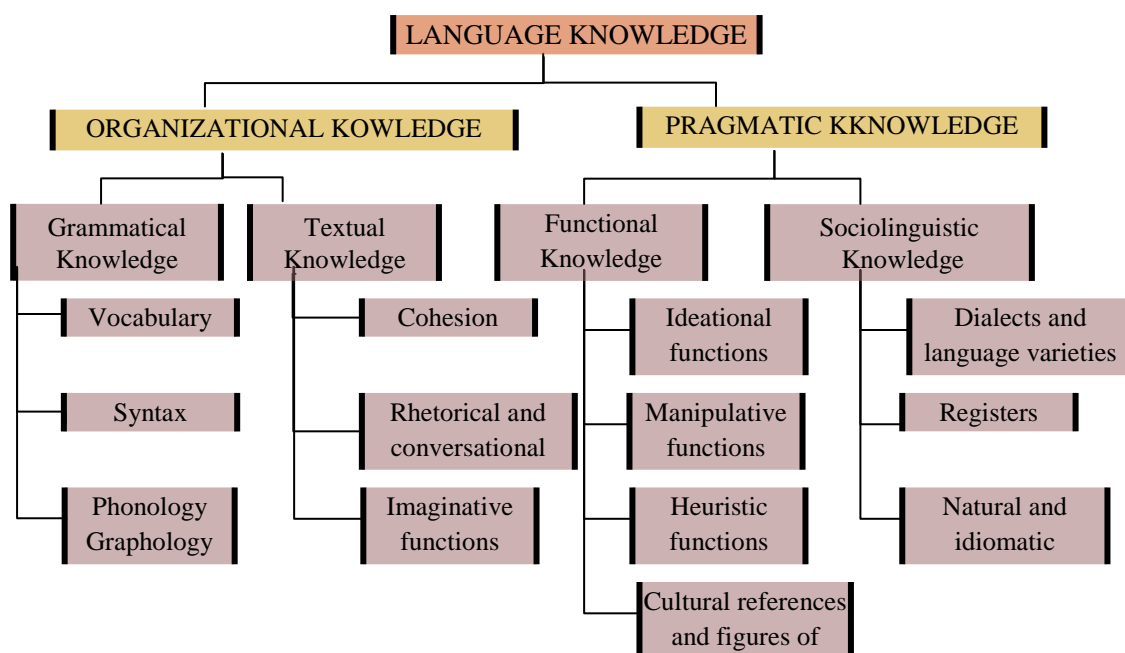 LANGUAGE KNOWLEDGE
ORGANIZATIONAL KOWLEDGE
PRAGMATIC KKNOWLEDGE
Grammatical
Knowledge
Textual
Knowledge
Functional
Knowledge
Sociolinguistic
Knowledge
Vocabulary
Cohesion
Ideational
functions
Dialects and
language varieties
Syntax
Rhetorical and
conversational
Manipulative
functions
Registers
Phonology
Graphology
Imaginative
functions
Heuristic
functions
Natural and
idiomatic
Cultural references
and figures of